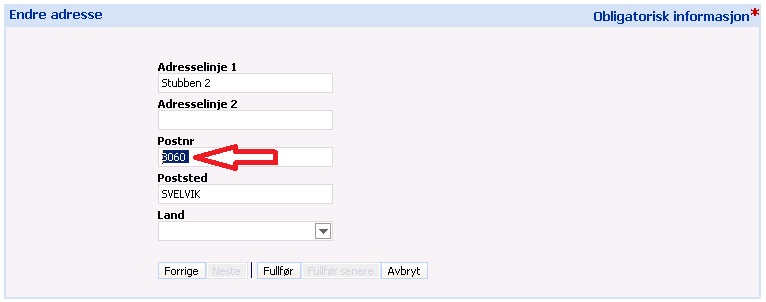 Endre adresse
Obligatorisk informasjon*
Adresselinje 1
Stubben 2
Adresselinje 2
Postnr
3060
Poststed
SVELVIK
Land
Forrige Neste Fullfør Fullfør senere Avbryt